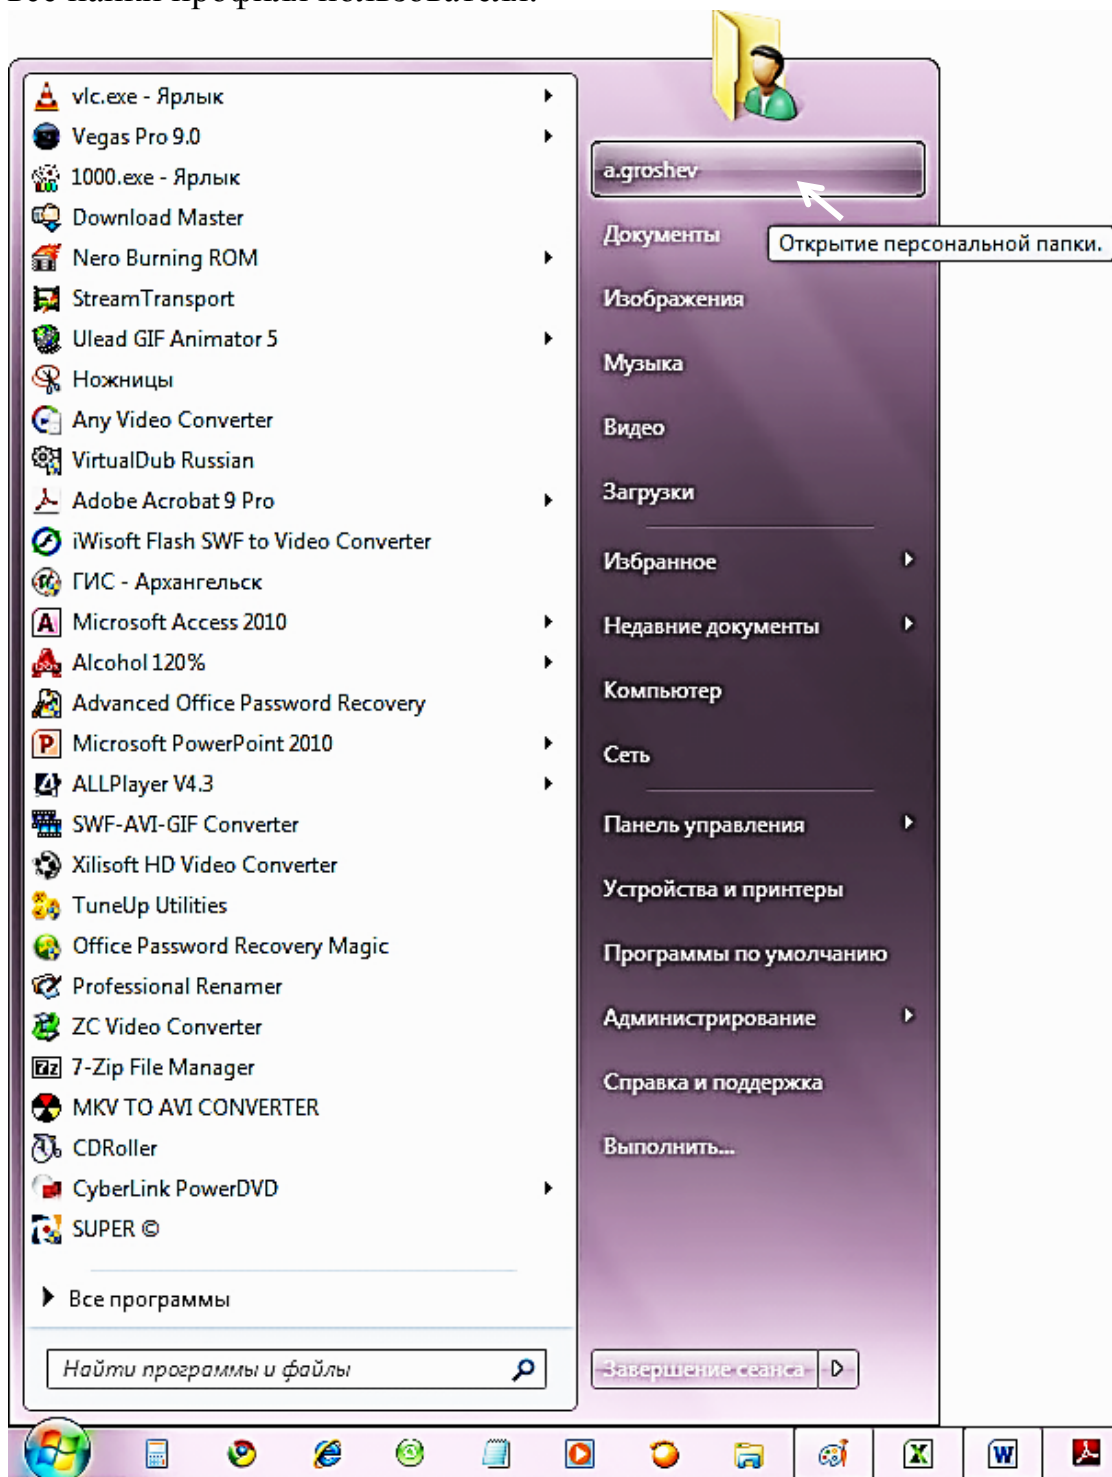 все папки профиля пользователя.
vlc.exe - Ярлык
Vegas Pro 9.0
1000.exe - Ярлык
Download Master
Nero Burning ROM
StreamTransport
Ulead GIF Animator 5
Ножницы
Any Video Converter
VirtualDub Russian
Adobe Acrobat 9 Pro
iWisoft Flash SWF to Video Converter
ГИС - Архангельск
Microsoft Access 2010
Alcohol 120%
Advanced Office Password Recovery
Microsoft PowerPoint 2010
ALLPlayer V4.3
SWF-AVI-GIF Converter
Xilisoft HD Video Converter
TuneUp Utilities
Office Password Recovery Magic
Professional Renamer
ZC Video Converter
7-Zip File Manager
MKV TO AVI CONVERTER
CDRoller
CyberLink PowerDVD
SUPER ©
Все программы
Найти программы и файлы
a.groshev
Документы
Открытие персональной папки.
Изображения
Музыка
Видео
Загрузки
Избранное
Недавние документы
Компьютер
Сеть
Панель управления
Устройства и принтеры
Программы по умолчанию
Администрирование
Справка и поддержка
Выполнить...
Завершение сеанса